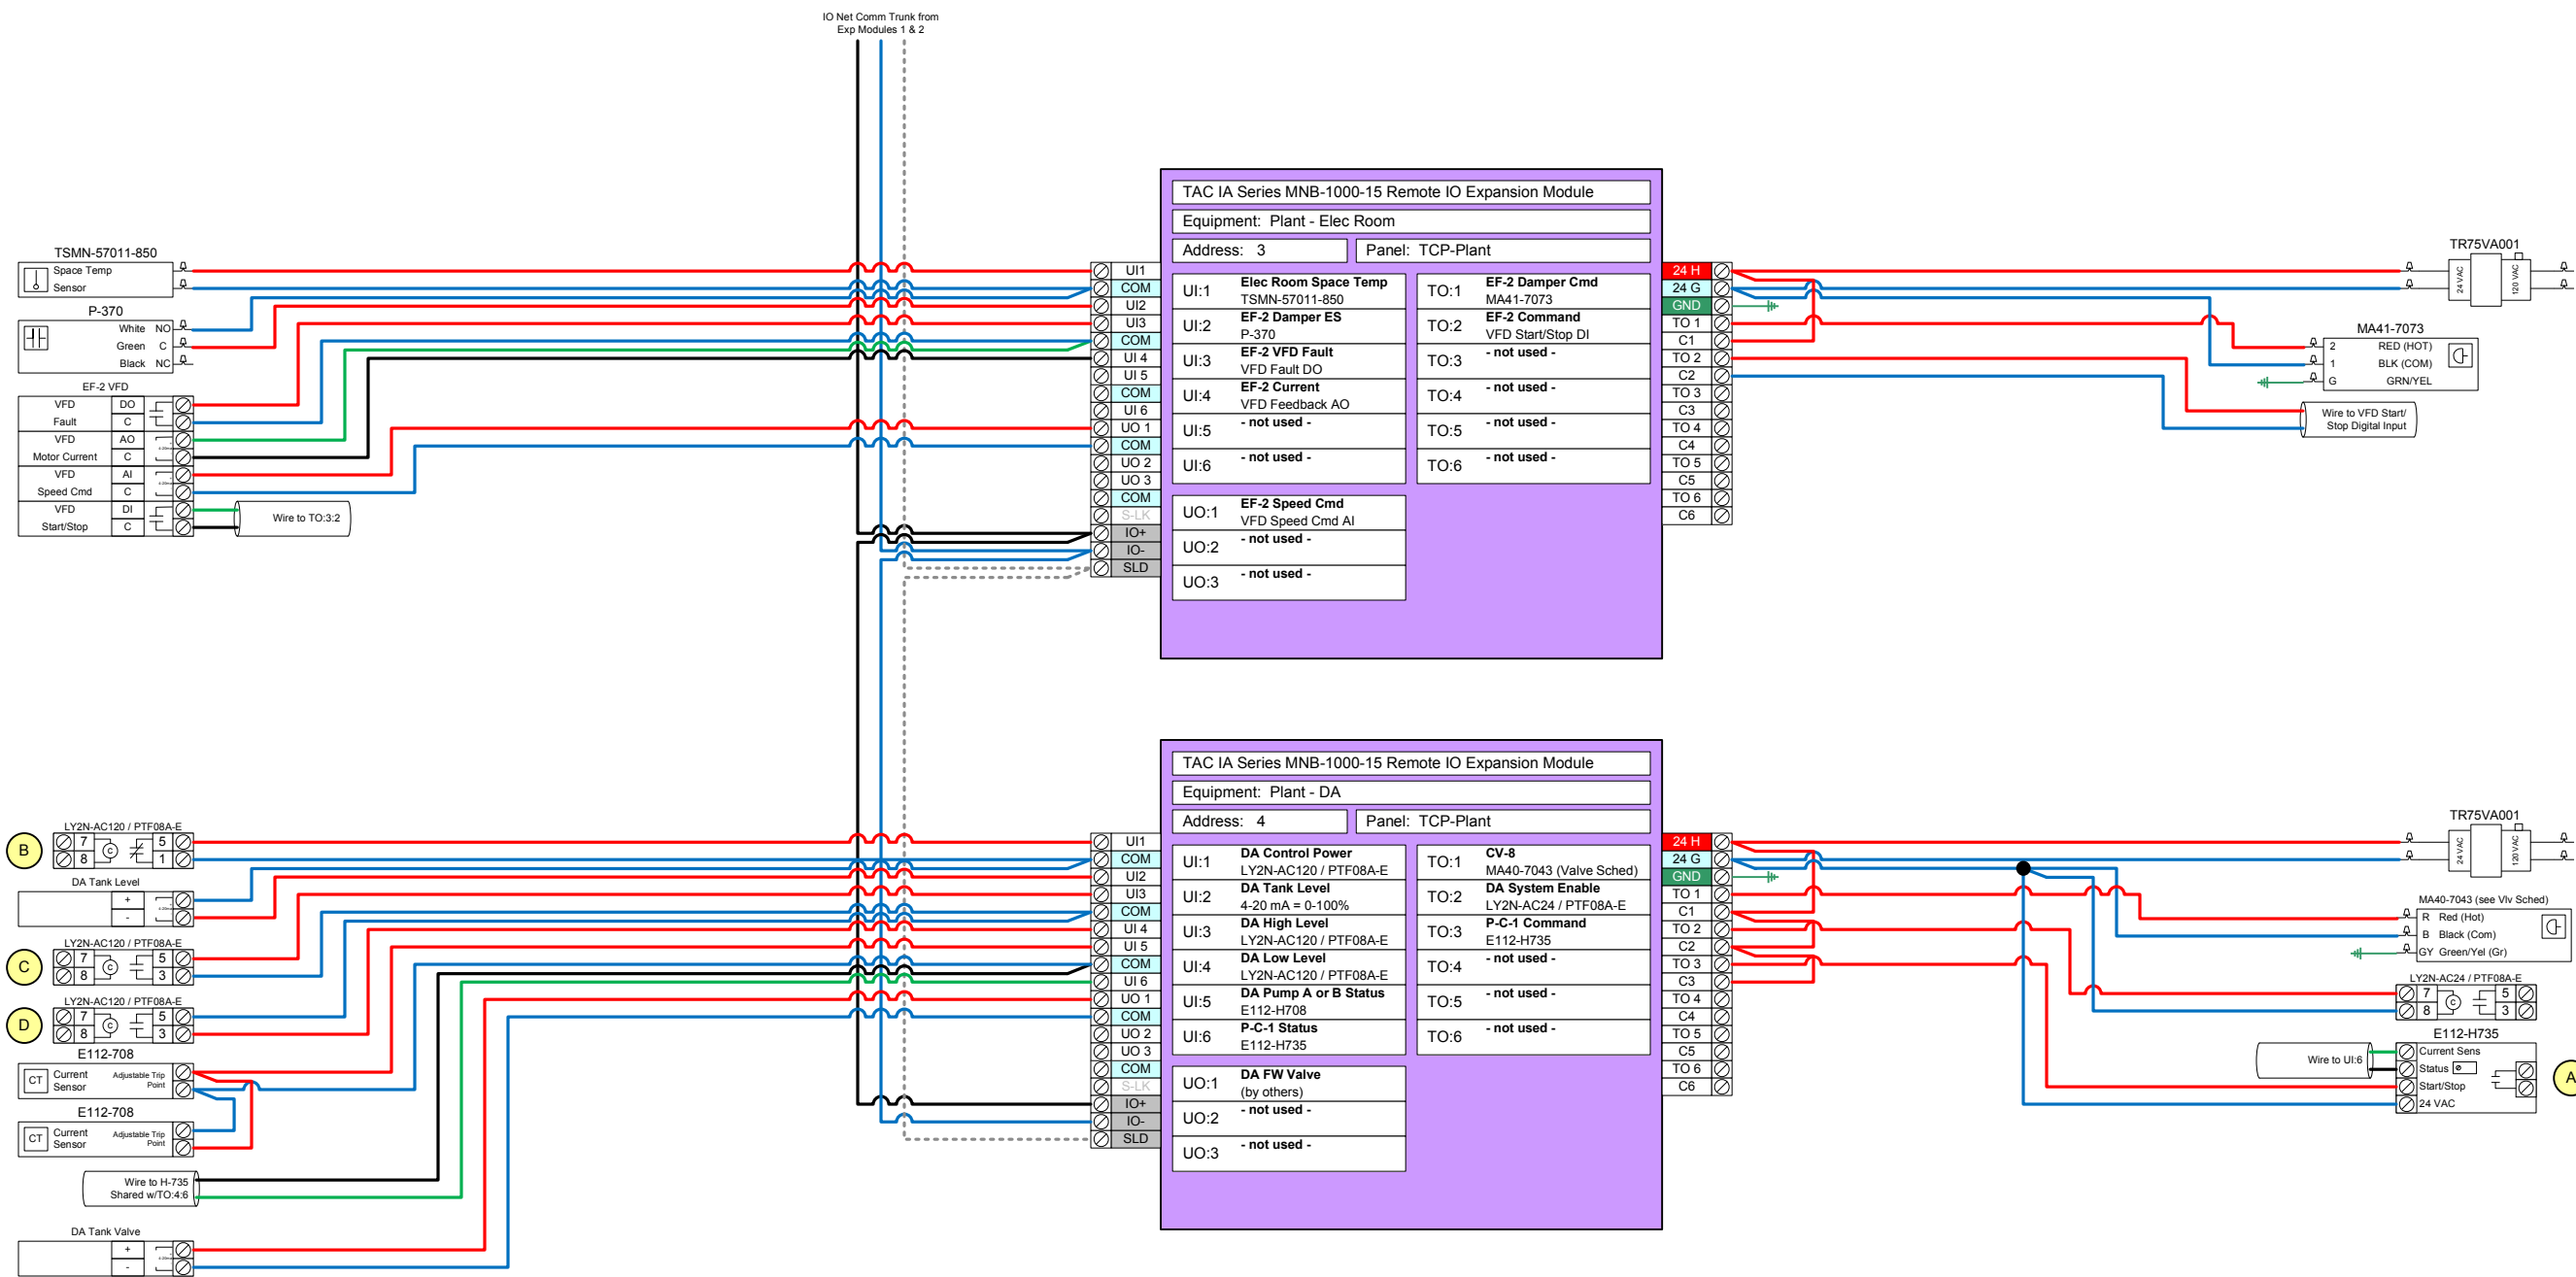 IO Net Comm Trunk from
Exp Modules 1 & 2
TSMN-57011-850
Space Temp
Sensor
P-370
White NO
Green C
Black NC
EF-2 VFD
VFD DO
Fault C
VFD AO
Motor Current C
VFD AI
Speed Cmd C
VFD DI
Start/Stop C
Wire to TO:3:2
UI1
COM
UI2
UI3
COM
UI 4
UI 5
COM
UI 6
UO 1
COM
UO 2
UO 3
COM
S-LK
IO+
IO-
SLD
TAC IA Series MNB-1000-15 Remote IO Expansion Module
Equipment: Plant - Elec Room
Address: 3
Panel: TCP-Plant
UI:1 Elec Room Space Temp
TSMN-57011-850
UI:2 EF-2 Damper ES
P-370
UI:3 EF-2 VFD Fault
VFD Fault DO
UI:4 EF-2 Current
VFD Feedback AO
UI:5 - not used -
UI:6 - not used -
UO:1 EF-2 Speed Cmd
VFD Speed Cmd AI
UO:2 - not used -
UO:3 - not used -
TO:1 EF-2 Damper Cmd
MA41-7073
TO:2 EF-2 Command
VFD Start/Stop DI
TO:3 - not used -
TO:4 - not used -
TO:5 - not used -
TO:6 - not used -
24 H
24 G
GND
TO 1
C1
TO 2
C2
TO 3
C3
TO 4
C4
TO 5
C5
TO 6
C6
TR75VA001
24 VAC
120 VAC
MA41-7073
2 RED (HOT)
1 BLK (COM)
G GRN/YEL
Wire to VFD Start/
Stop Digital Input
B
LY2N-AC120 / PTF08A-E
7 C 5
8 1
DA Tank Level
+
-
C
LY2N-AC120 / PTF08A-E
7 C 5
8 3
D
LY2N-AC120 / PTF08A-E
7 C 5
8 3
E112-708
CT Current
Sensor
Adjustable Trip
Point
E112-708
CT Current
Sensor
Adjustable Trip
Point
Wire to H-735
Shared w/TO:4:6
DA Tank Valve
+
-
UI1
COM
UI2
UI3
COM
UI 4
UI 5
COM
UI 6
UO 1
COM
UO 2
UO 3
COM
S-LK
IO+
IO-
SLD
TAC IA Series MNB-1000-15 Remote IO Expansion Module
Equipment: Plant - DA
Address: 4
Panel: TCP-Plant
UI:1 DA Control Power
LY2N-AC120 / PTF08A-E
UI:2 DA Tank Level
4-20 mA = 0-100%
UI:3 DA High Level
LY2N-AC120 / PTF08A-E
UI:4 DA Low Level
LY2N-AC120 / PTF08A-E
UI:5 DA Pump A or B Status
E112-H708
UI:6 P-C-1 Status
E112-H735
UO:1 DA FW Valve
(by others)
UO:2 - not used -
UO:3 - not used -
TO:1 CV-8
MA40-7043 (Valve Sched)
TO:2 DA System Enable
LY2N-AC24 / PTF08A-E
TO:3 P-C-1 Command
E112-H735
TO:4 - not used -
TO:5 - not used -
TO:6 - not used -
24 H
24 G
GND
TO 1
C1
TO 2
C2
TO 3
C3
TO 4
C4
TO 5
C5
TO 6
C6
TR75VA001
24 VAC
120 VAC
MA40-7043 (see Vlv Sched)
R Red (Hot)
B Black (Com)
GY Green/Yel (Gr)
LY2N-AC24 / PTF08A-E
7 C 5
8 3
E112-H735
Current Sens
Status
Start/Stop
24 VAC
Wire to UI:6
A